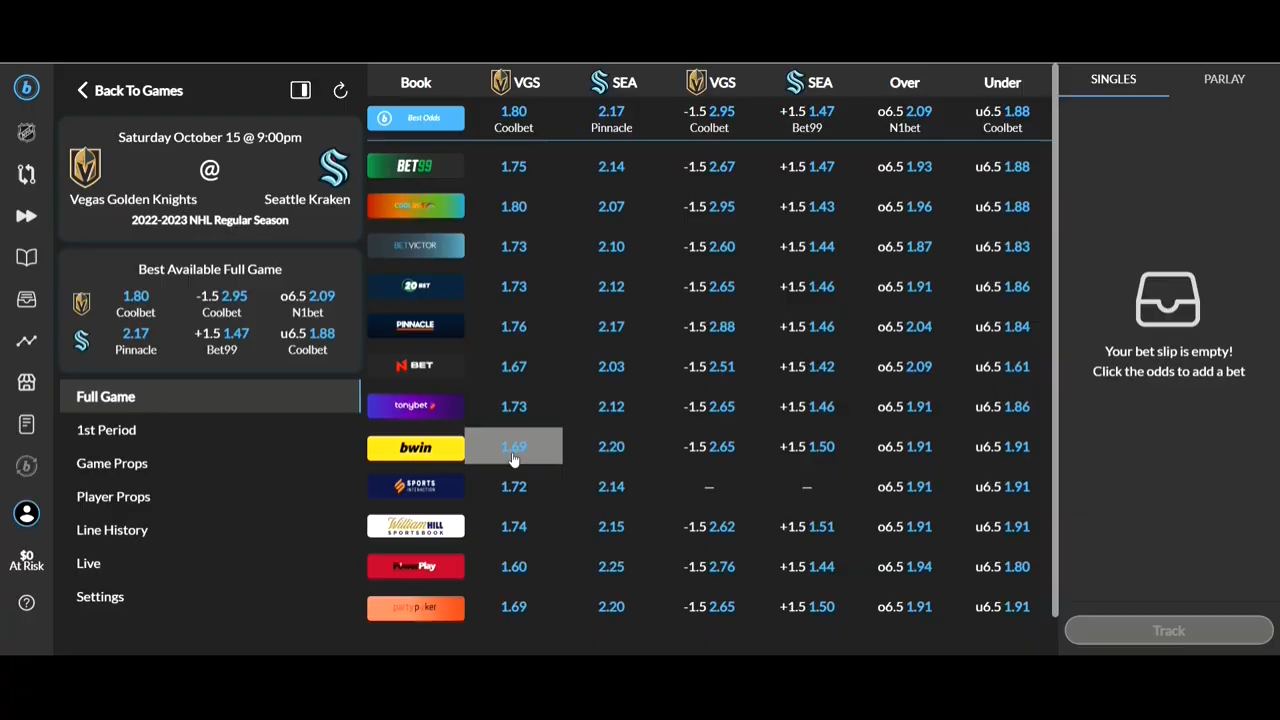 Back To Games
Saturday October 15 @ 9:00pm
@
Vegas Golden Knights Seattle Kraken
2022-2023 NHL Regular Season
Best Available Full Game
1.80 -1.5 2.95 o6.5 2.09
Coolbet Coolbet N1bet
2.17 +1.5 1.47 u6.5 1.88
Pinnacle Bet99 Coolbet
Full Game
1st Period
Game Props
Player Props
Line History
Live
Settings
$0
At Risk
Book VGS SEA VGS SEA Over Under
b Best Odds 1.80 2.17 -1.5 2.95 +1.5 1.47 o6.5 2.09 u6.5 1.88
Coolbet Pinnacle Coolbet Bet99 N1bet Coolbet
BET99 1.75 2.14 -1.5 2.67 +1.5 1.47 o6.5 1.93 u6.5 1.88
1.80 2.07 -1.5 2.95 +1.5 1.43 o6.5 1.96 u6.5 1.88
BETVICTOR 1.73 2.10 -1.5 2.60 +1.5 1.44 o6.5 1.87 u6.5 1.83
20BET 1.73 2.12 -1.5 2.65 +1.5 1.46 o6.5 1.91 u6.5 1.86
PINNACLE 1.76 2.17 -1.5 2.88 +1.5 1.46 o6.5 2.04 u6.5 1.84
N BET 1.67 2.03 -1.5 2.51 +1.5 1.42 o6.5 2.09 u6.5 1.61
tonybet 1.73 2.12 -1.5 2.65 +1.5 1.46 o6.5 1.91 u6.5 1.86
bwin 1.69 2.20 -1.5 2.65 +1.5 1.50 o6.5 1.91 u6.5 1.91
SPORTS INTERACTION 1.72 2.14 — — o6.5 1.91 u6.5 1.91
William HILL SPORTSBOOK 1.74 2.15 -1.5 2.62 +1.5 1.51 o6.5 1.91 u6.5 1.91
PowerPlay 1.60 2.25 -1.5 2.76 +1.5 1.44 o6.5 1.94 u6.5 1.80
partypoker 1.69 2.20 -1.5 2.65 +1.5 1.50 o6.5 1.91 u6.5 1.91
SINGLES PARLAY
Your bet slip is empty!
Click the odds to add a bet
Track